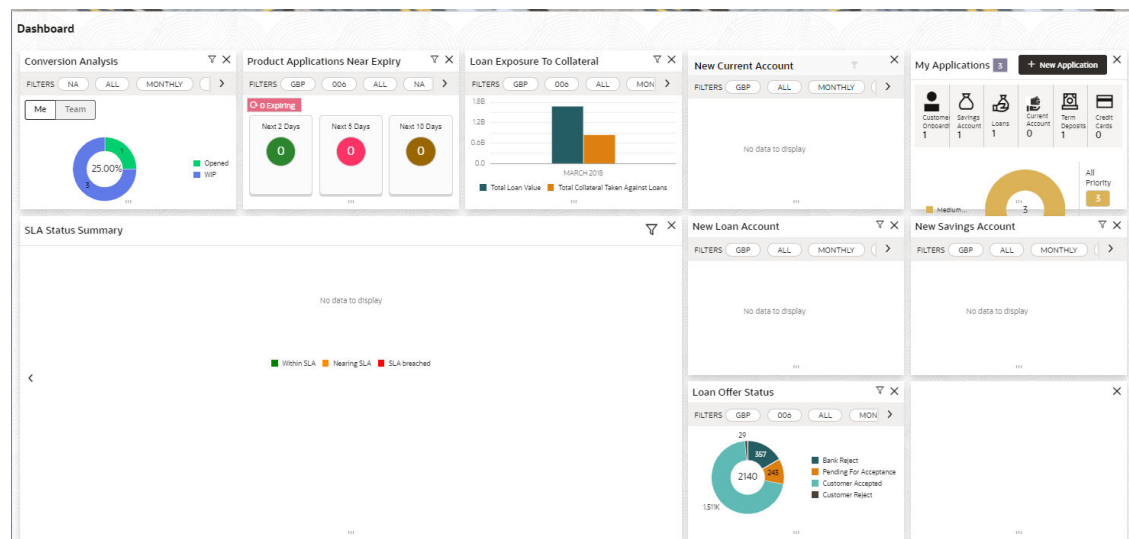 Dashboard
Conversion Analysis
FILTERS NA ALL MONTHLY
Me Team
1
25.00%
3
Opened
WIP
Product Applications Near Expiry
FILTERS GBP 006 ALL NA
0 Expiring
Next 2 Days Next 5 Days Next 10 Days
0 0 0
Loan Exposure To Collateral
FILTERS GBP 006 ALL MON
1.8B
1.2B
0.6B
0.0
MARCH 2018
Total Loan Value Total Collateral Taken Against Loans
New Current Account
FILTERS GBP ALL MONTHLY
No data to display
My Applications 3 + New Application
Customer Onboardi 1
Savings Account 1
Loans 1
Current Account 0
Term Deposits 1
Credit Cards 0
All Priority
3
Medium...
3
SLA Status Summary
No data to display
Within SLA Nearing SLA SLA breached
New Loan Account
FILTERS GBP ALL MONTHLY
No data to display
New Savings Account
FILTERS GBP ALL MONTHLY
No data to display
Loan Offer Status
FILTERS GBP 006 ALL MON
29
357
2140
243
1.511K
Bank Reject
Pending For Acceptance
Customer Accepted
Customer Reject